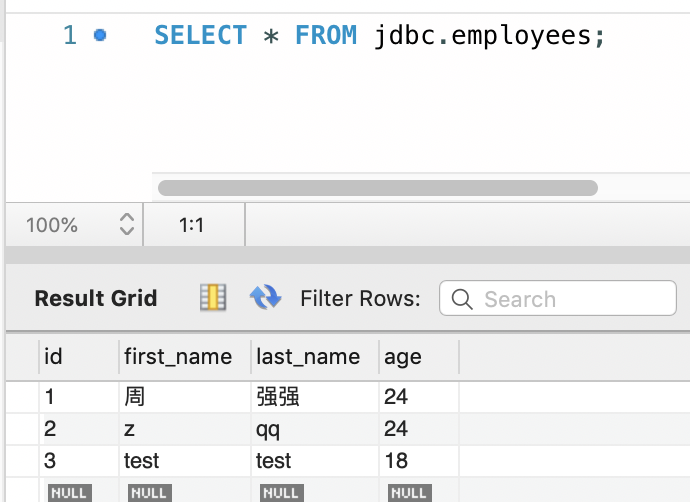 1 SELECT * FROM jdbc.employees;
100% 1:1
Result Grid Filter Rows: Search
id first_name last_name age
1 周 强强 24
2 z qq 24
3 test test 18
NULL NULL NULL NULL